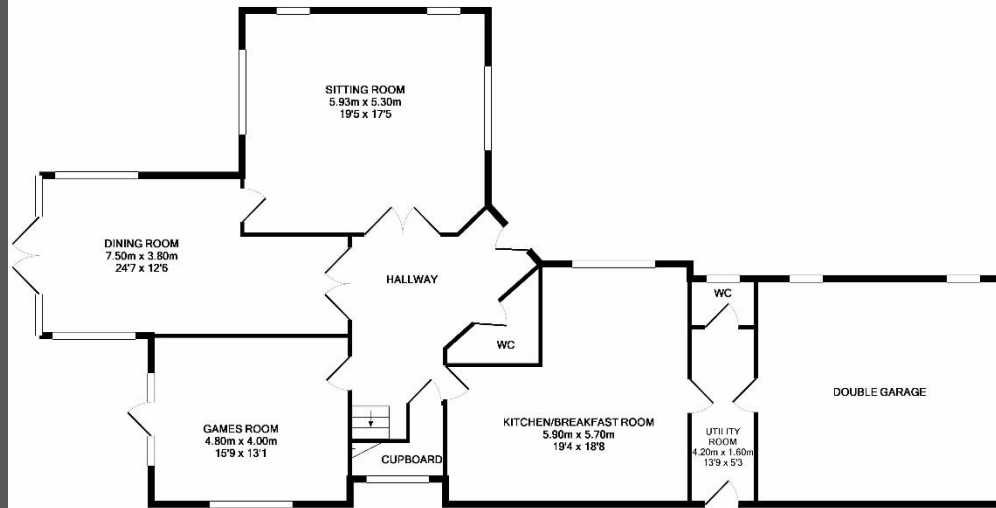 SITTING ROOM
5.93m x 5.30m
19'5 x 17'5
DINING ROOM
7.50m x 3.80m
24'7 x 12'6
HALLWAY
WC
WC
DOUBLE GARAGE
GAMES ROOM
4.80m x 4.00m
15'9 x 13'1
KITCHEN/BREAKFAST ROOM
5.90m x 5.70m
19'4 x 18'8
UTILITY
ROOM
4.20m x 1.60m
13'9 x 5'3
CUPBOARD